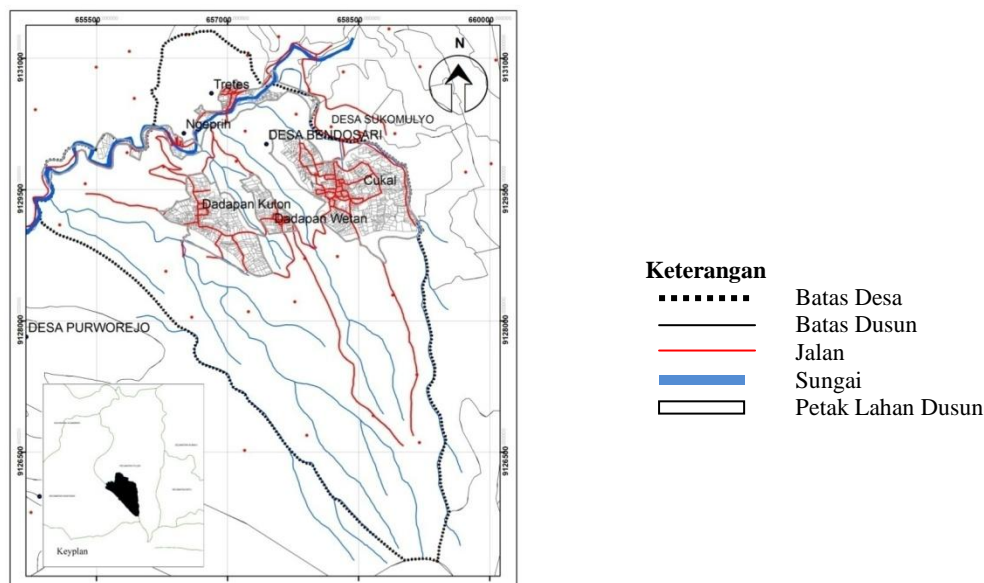 655500 657000 658500 660000
9131000
9131000
N
Tretes
DESA SUKOMULYO
Ngeprih
DESA BENDOSARI
9129500
Cukal
9129500
Dadapan Kulon
Dadapan Wetan
9128000
DESA PURWOREJO
9128000
9126500
9126500
Keyplan
Keterangan
Batas Desa
Batas Dusun
Jalan
Sungai
Petak Lahan Dusun